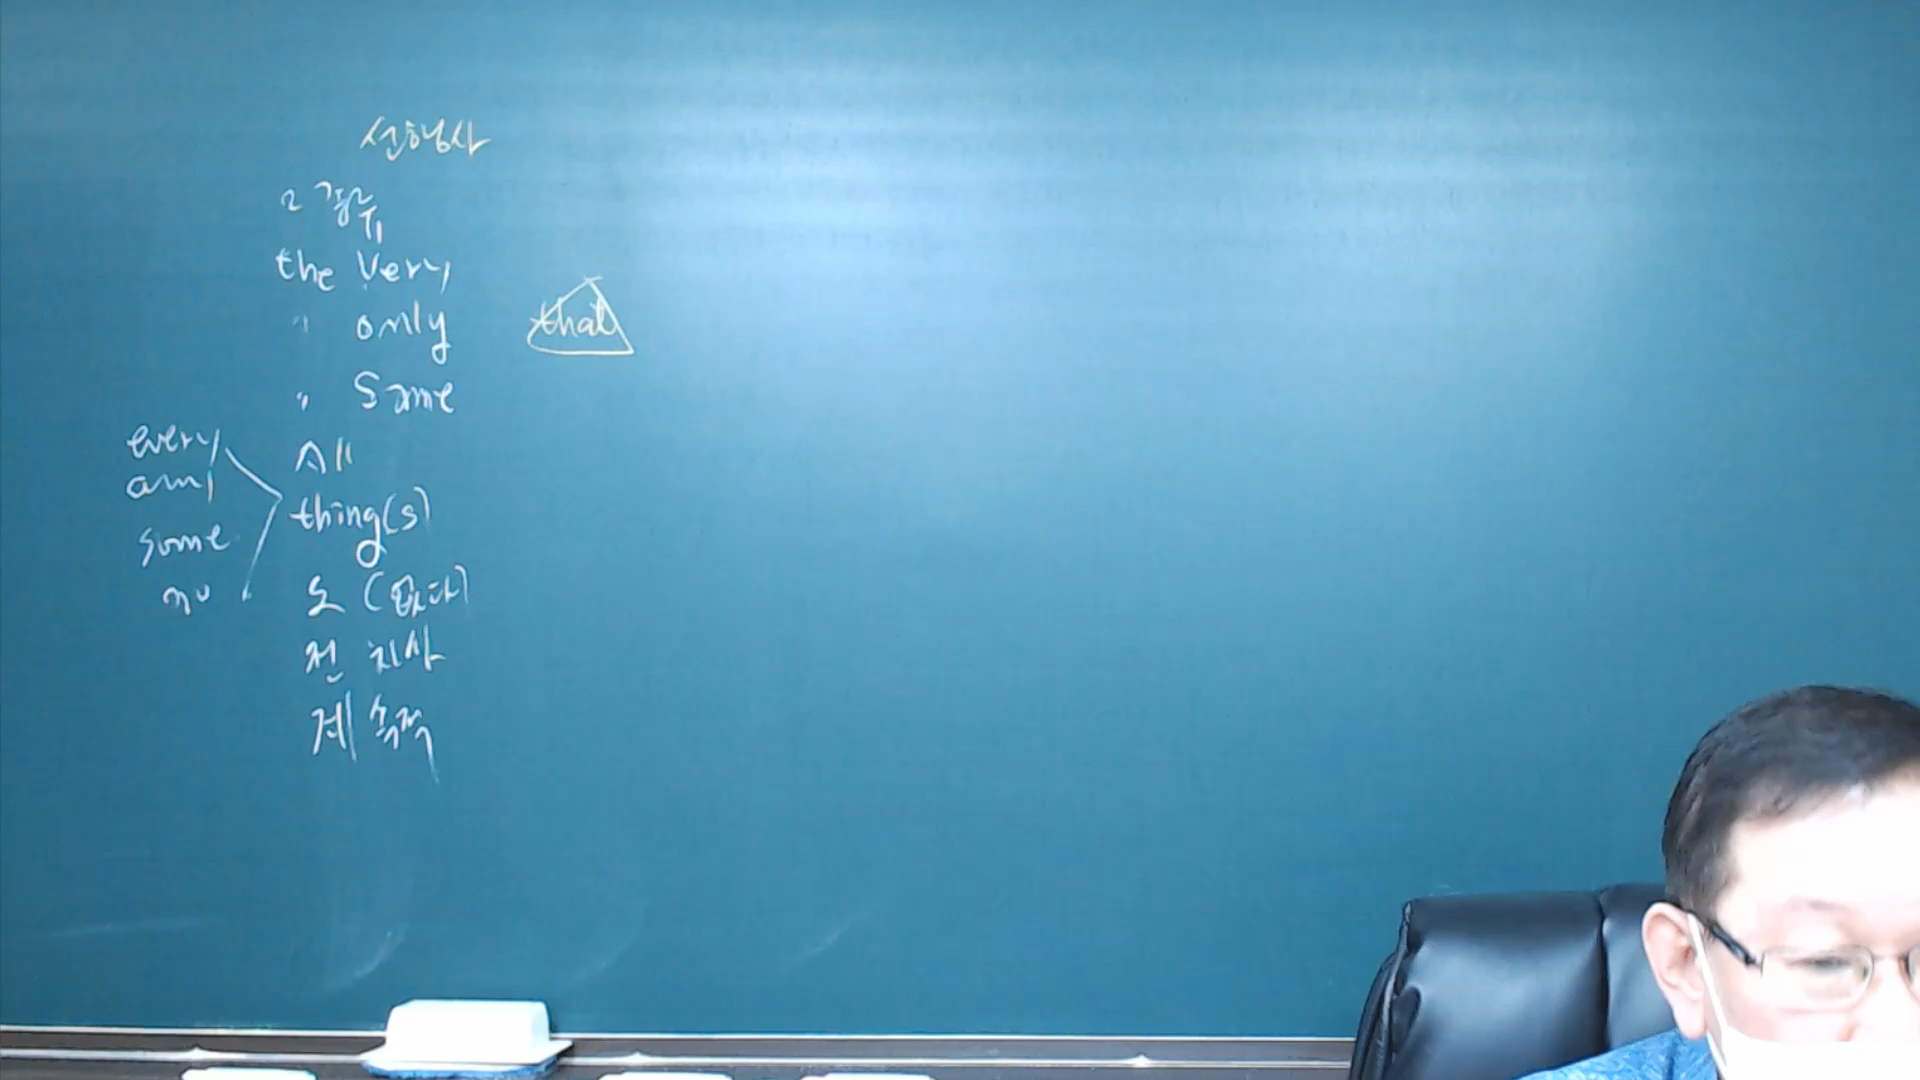 선행사
the very
" only
that
" Same
every
All
any
thing(s)
some
no
전치사
계속적